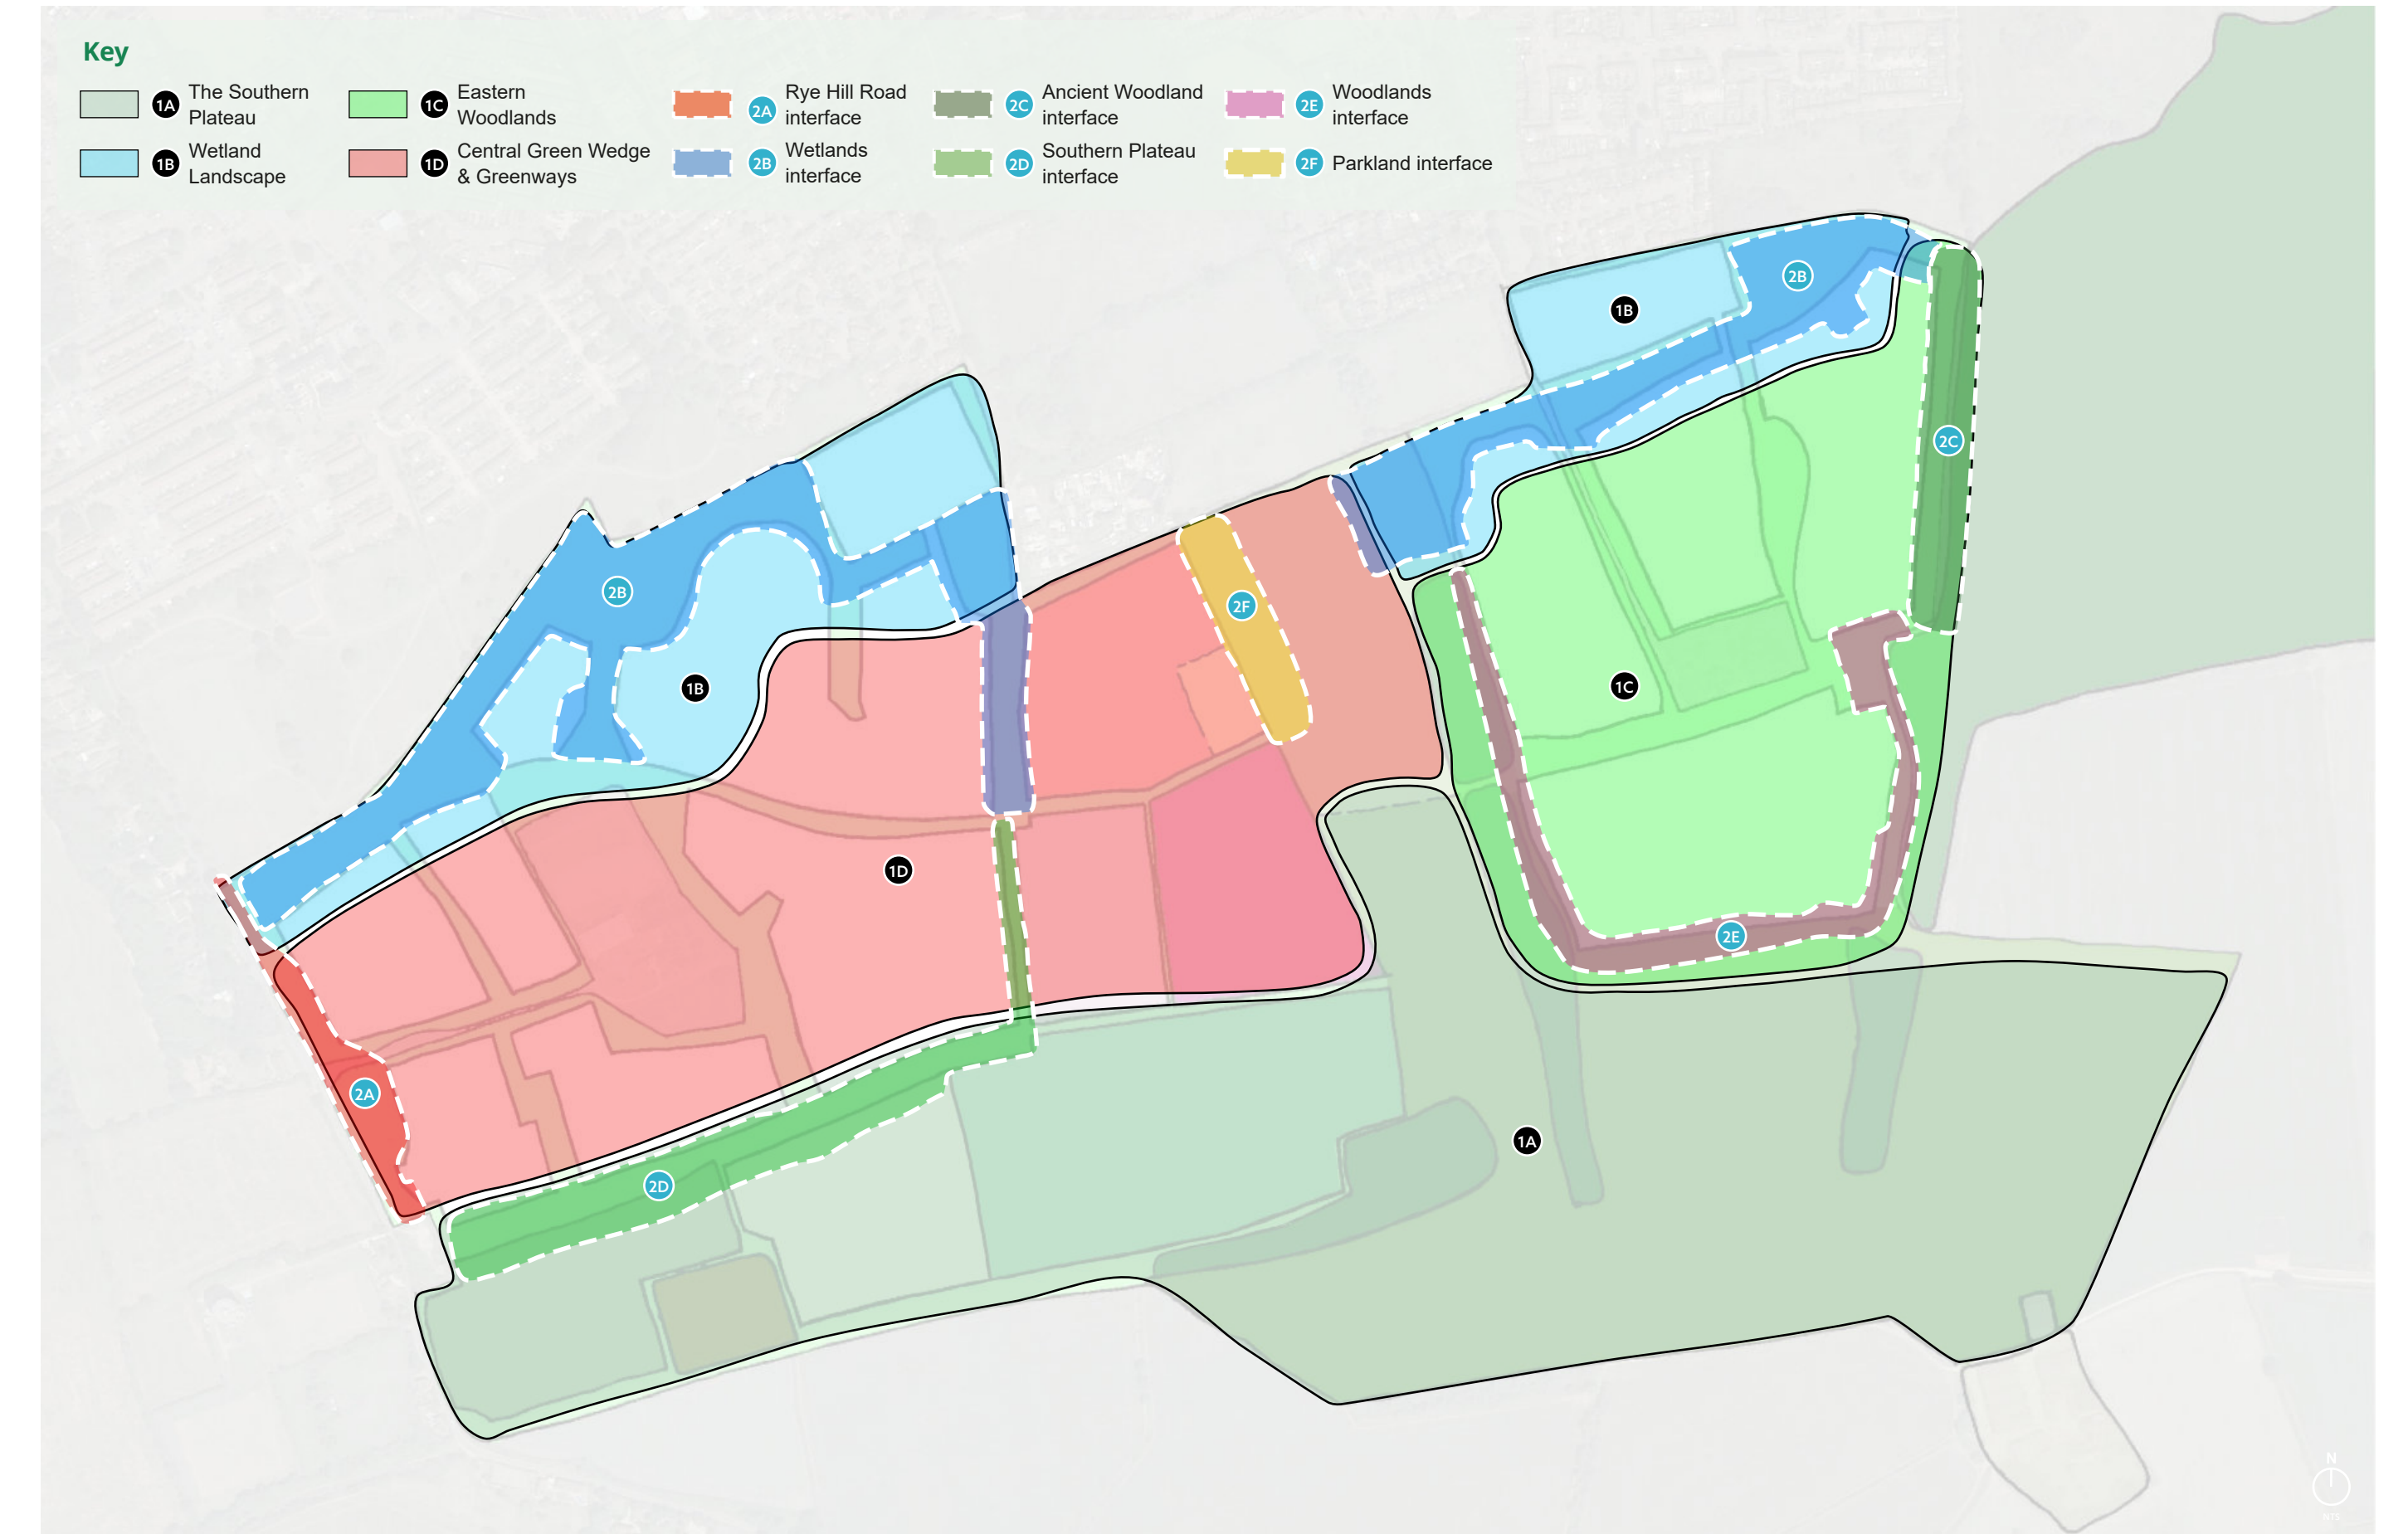 Key
1A The Southern
Plateau
1B Wetland
Landscape
1C Eastern
Woodlands
1D Central Green Wedge
& Greenways
2A Rye Hill Road
interface
2B Wetlands
interface
2C Ancient Woodland
interface
2D Southern Plateau
interface
2E Woodlands
interface
2F Parkland interface
2B
1B
2C
2B
2F
1B
1C
1D
2E
2A
1A
2D
N
NTS